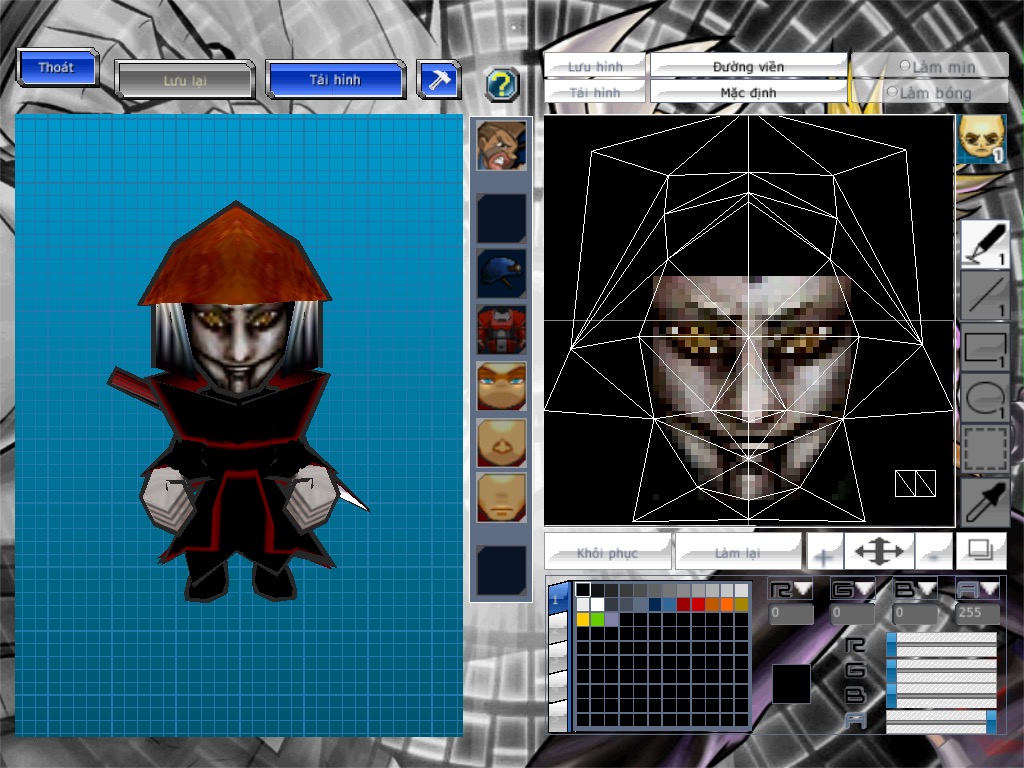 Thoát
Lưu lại
Tải hình
?
Lưu hình
Đường viền
Làm mịn
Tải hình
Mặc định
Làm bóng
1
1
1
1
1
Khôi phục
Làm lại
+
-
1
R
G
B
A
0
0
0
255
R
G
B
A